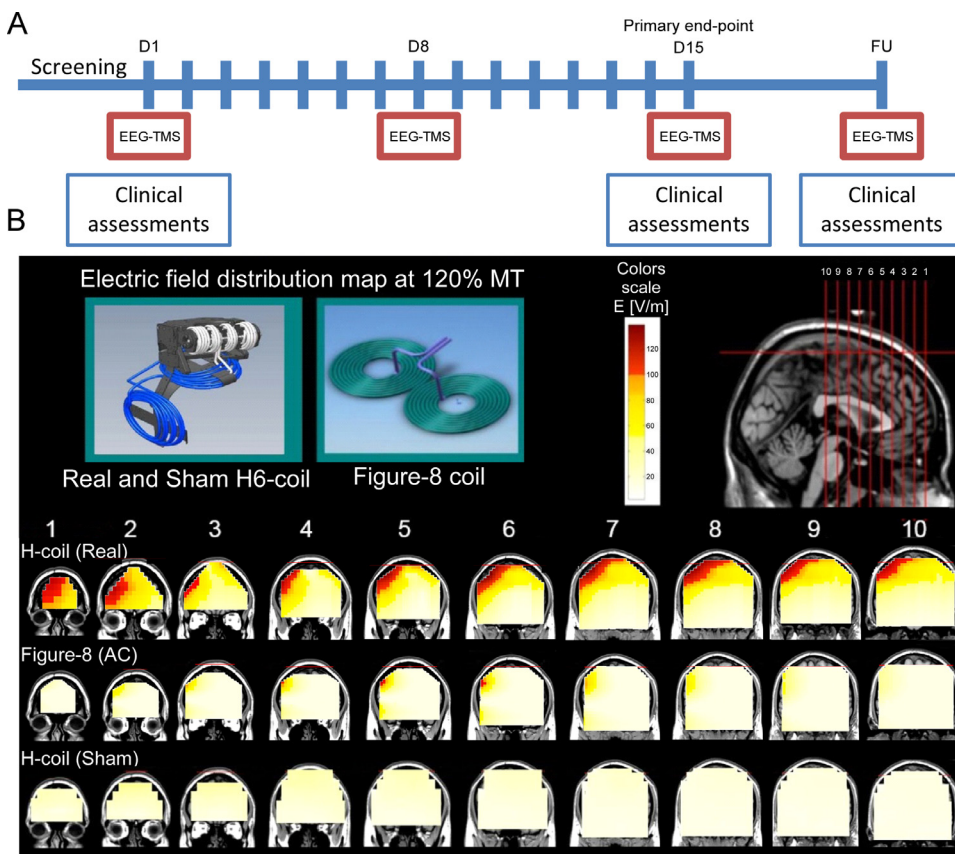 A
Primary end-point
D1 D8 D15 FU
Screening
EEG-TMS EEG-TMS EEG-TMS EEG-TMS
Clinical assessments
Clinical assessments
Clinical assessments
B
Electric field distribution map at 120% MT
Colors
scale
E [V/m]
10 9 8 7 6 5 4 3 2 1
140
120
100
80
60
40
20
Real and Sham H6-coil
Figure-8 coil
1 2 3 4 5 6 7 8 9 10
H-coil (Real)
Figure-8 (AC)
H-coil (Sham)